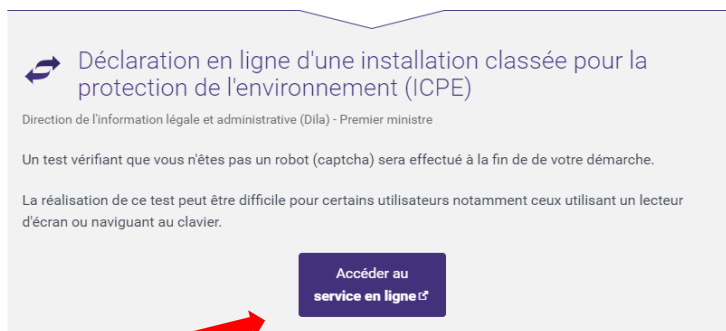 Déclaration en ligne d'une installation classée pour la
protection de l'environnement (ICPE)
Direction de l'information légale et administrative (Dila) - Premier ministre
Un test vérifiant que vous n'êtes pas un robot (captcha) sera effectué à la fin de de votre démarche.
La réalisation de ce test peut être difficile pour certains utilisateurs notamment ceux utilisant un lecteur
d'écran ou naviguant au clavier.
Accéder au
service en ligne